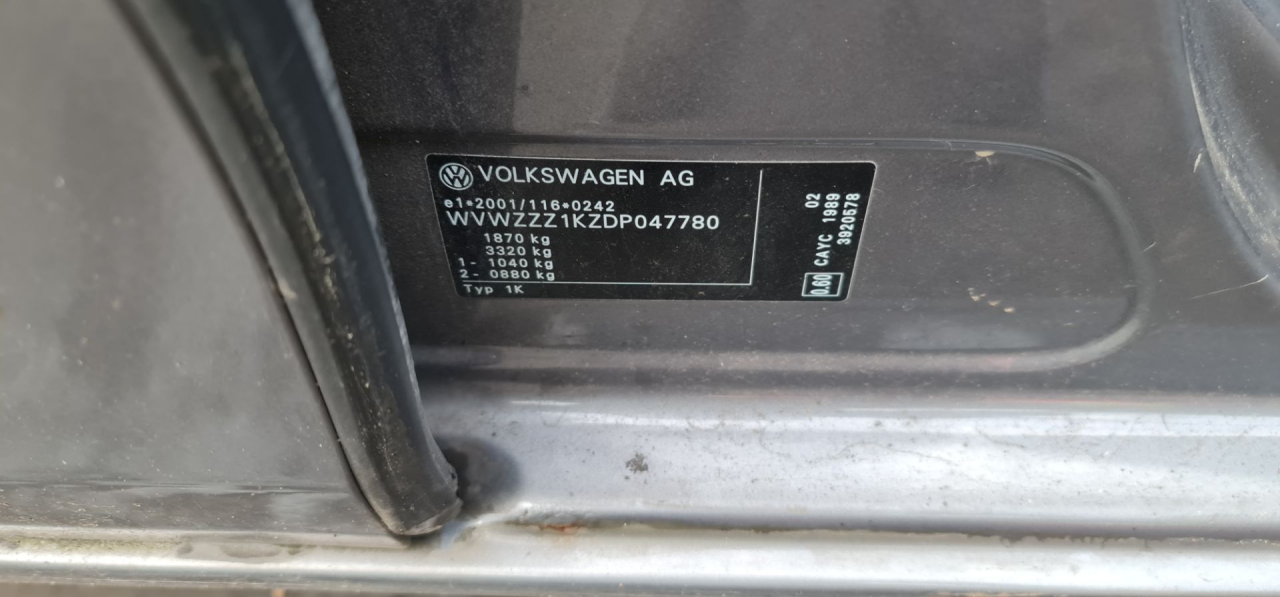 VOLKSWAGEN AG
e1*2001/116*0242
WVWZZZ1KZDP047780
1870 kg
3320 kg
1- 1040 kg
2- 0880 kg
Typ 1K
02
CAYC 1989
3920578
0.60